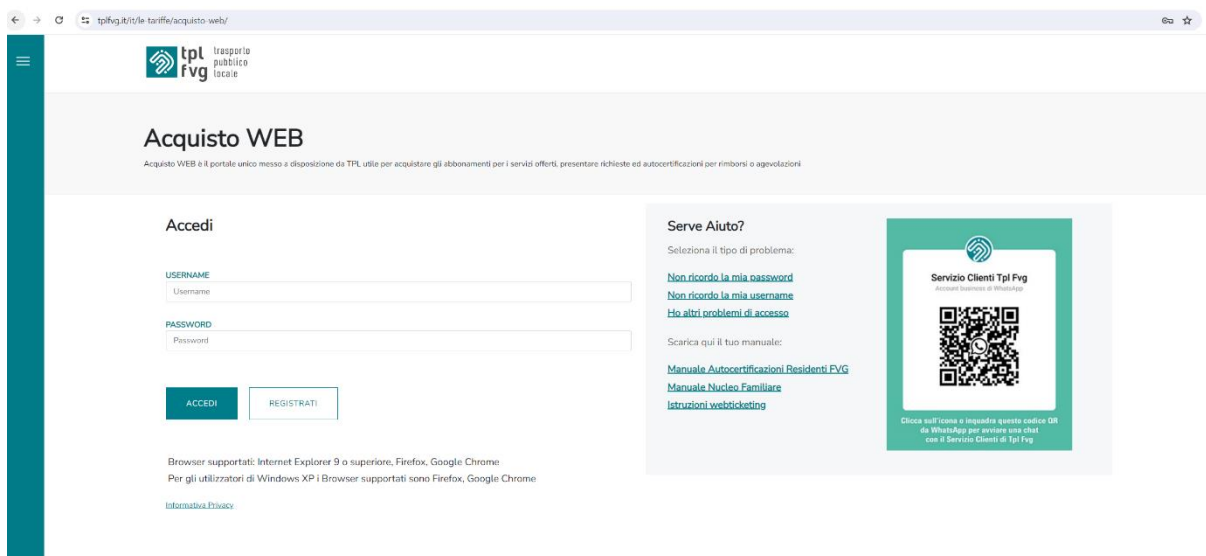 tplfvg.it/it/le-tariffe/acquisto-web/
tpl fvg
trasporto
pubblico
locale
Acquisto WEB
Acquisto WEB è il portale unico messo a disposizione da TPL utile per acquistare gli abbonamenti per i servizi offerti, presentare richieste ed autocertificazioni per rimborsi o agevolazioni
Accedi
USERNAME
Username
PASSWORD
Password
ACCEDI
REGISTRATI
Browser supportati: Internet Explorer 9 o superiore, Firefox, Google Chrome
Per gli utilizzatori di Windows XP i Browser supportati sono Firefox, Google Chrome
Informativa Privacy
Serve Aiuto?
Seleziona il tipo di problema:
Non ricordo la mia password
Non ricordo la mia username
Ho altri problemi di accesso
Scarica qui il tuo manuale:
Manuale Autocertificazioni Residenti FVG
Manuale Nucleo Familiare
Istruzioni webticketing
Servizio Clienti Tpl Fvg
Account business di WhatsApp
Clicca sull'icona o inquadra questo codice QR
da WhatsApp per avviare una chat
con il Servizio Clienti di Tpl Fvg